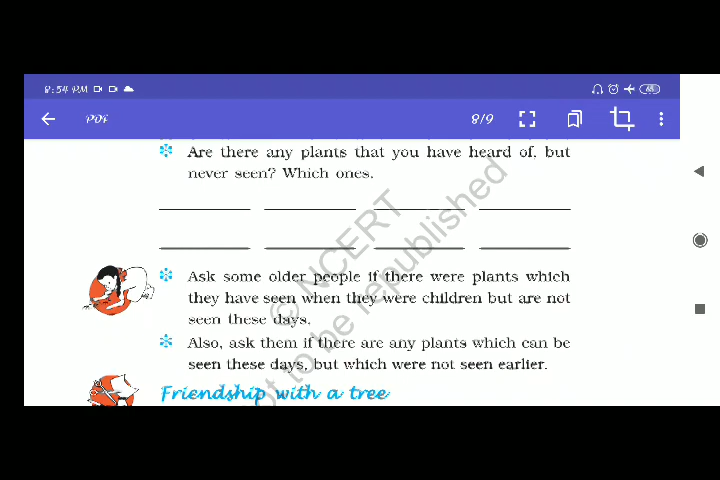 8:54 PM
48
PDF
8/9
Are there any plants that you have heard of, but
never seen? Which ones.
Ask some older people if there were plants which
they have seen when they were children but are not
seen these days.
Also, ask them if there are any plants which can be
seen these days, but which were not seen earlier.
Friendship with a tree
© NCERT
not to be republished